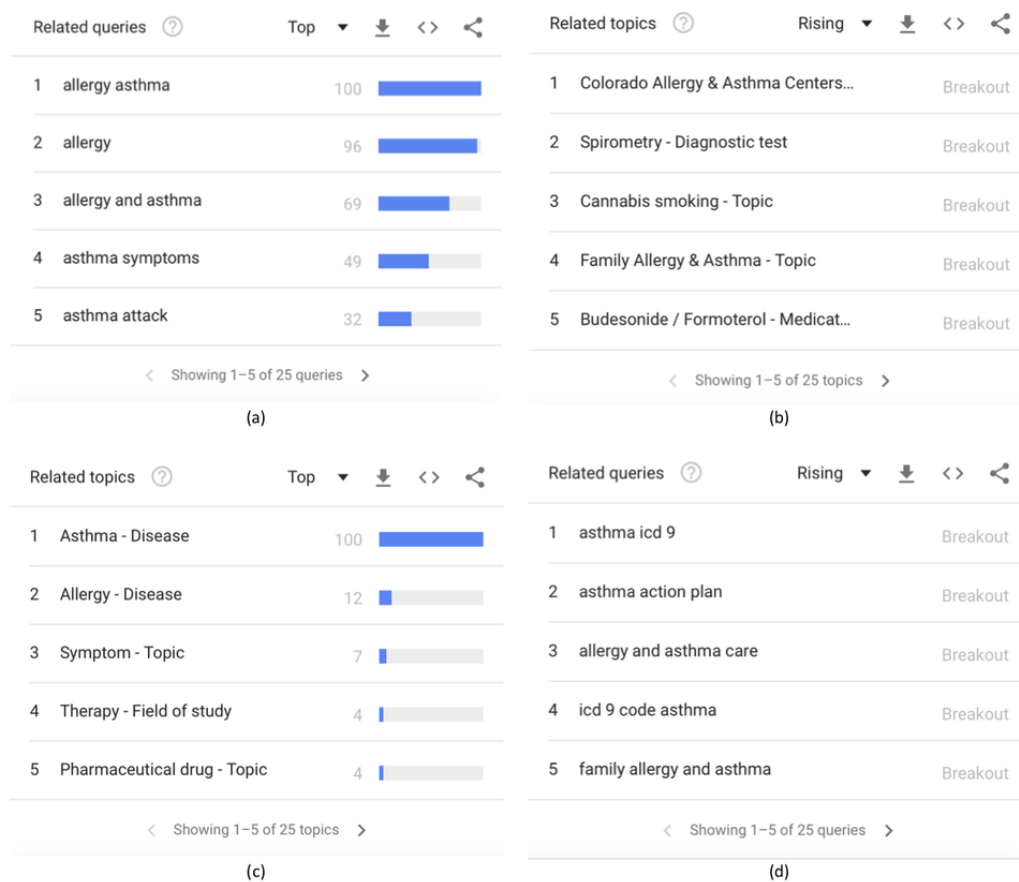 Related queries ? Top
1 allergy asthma 100
2 allergy 96
3 allergy and asthma 69
4 asthma symptoms 49
5 asthma attack 32
Showing 1–5 of 25 queries
(a)
Related topics ? Rising
1 Colorado Allergy & Asthma Centers... Breakout
2 Spirometry - Diagnostic test Breakout
3 Cannabis smoking - Topic Breakout
4 Family Allergy & Asthma - Topic Breakout
5 Budesonide / Formoterol - Medicat... Breakout
Showing 1–5 of 25 topics
(b)
Related topics ? Top
1 Asthma - Disease 100
2 Allergy - Disease 12
3 Symptom - Topic 7
4 Therapy - Field of study 4
5 Pharmaceutical drug - Topic 4
Showing 1–5 of 25 topics
(c)
Related queries ? Rising
1 asthma icd 9 Breakout
2 asthma action plan Breakout
3 allergy and asthma care Breakout
4 icd 9 code asthma Breakout
5 family allergy and asthma Breakout
Showing 1–5 of 25 queries
(d)